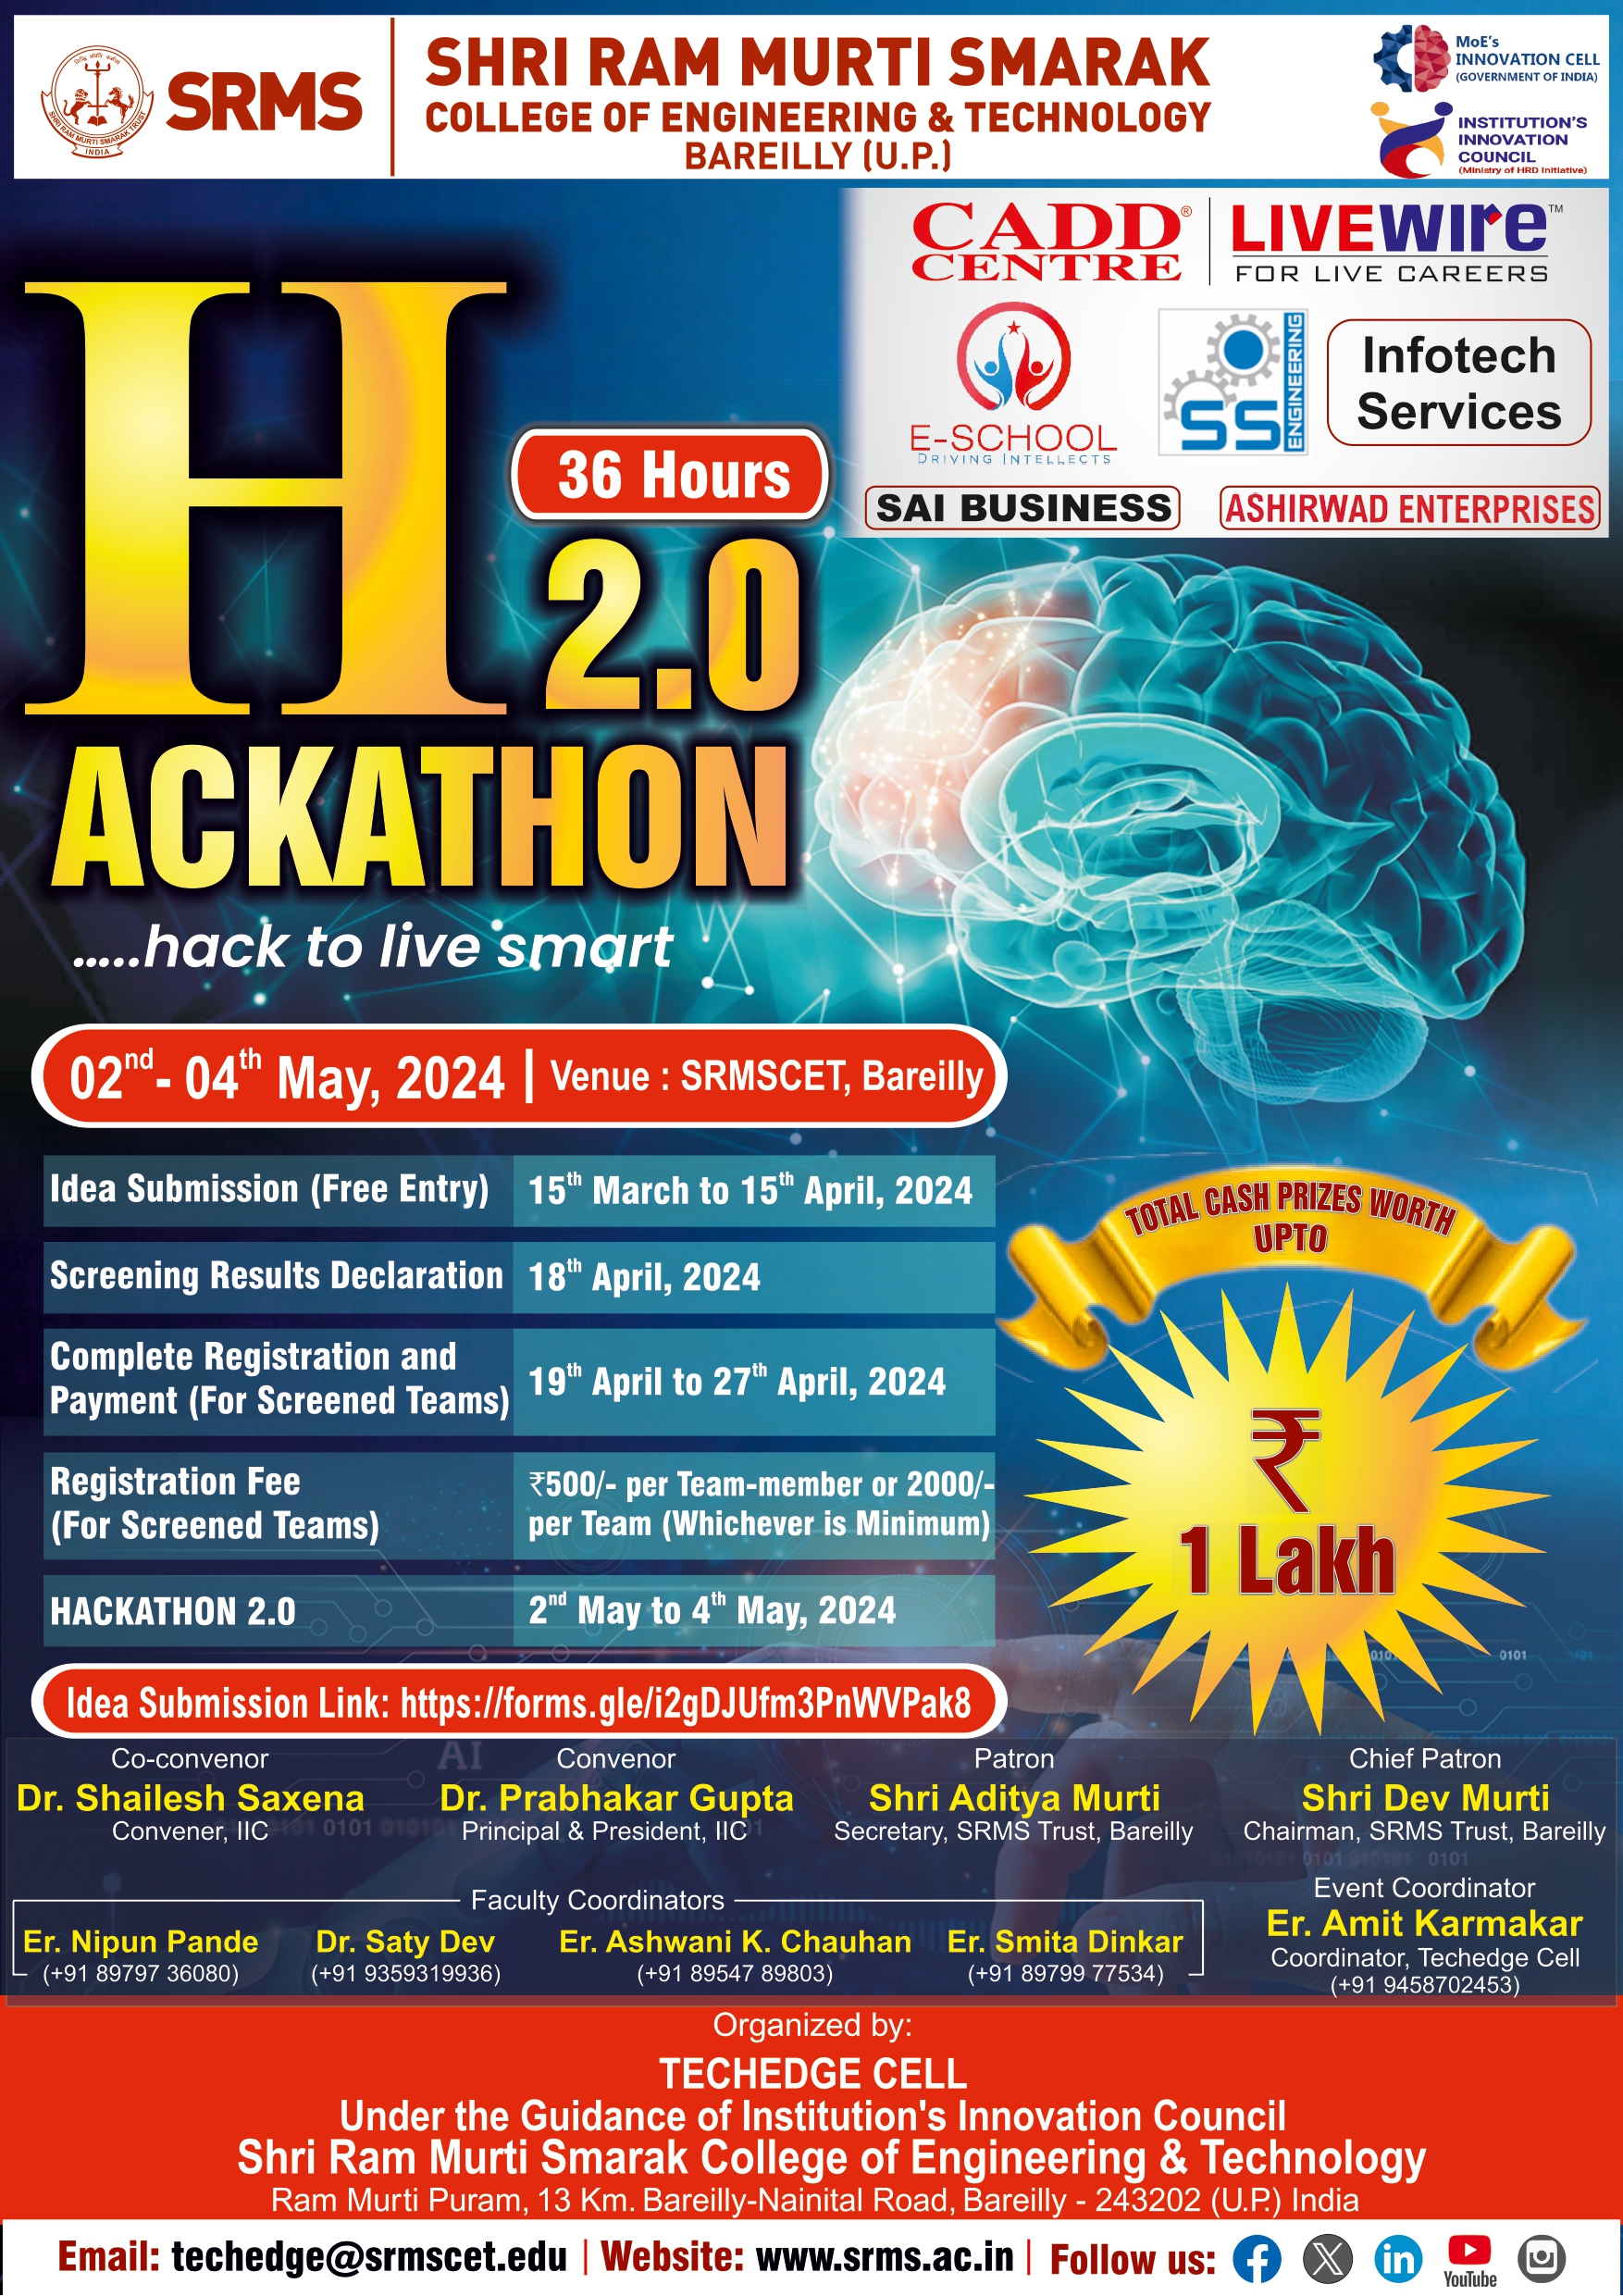 SRMS
SHRI RAM MURTI SMARAK TRUST
INDIA
SHRI RAM MURTI SMARAK
COLLEGE OF ENGINEERING & TECHNOLOGY
BAREILLY (U.P.)
MoE's
INNOVATION CELL
(GOVERNMENT OF INDIA)
INSTITUTION'S
INNOVATION
COUNCIL
(Ministry of HRD Initiative)
CADD®
CENTRE
LIVEWIRE™
FOR LIVE CAREERS
E-SCHOOL
DRIVING INTELLECTS
SS ENGINEERING
Infotech
Services
SAI BUSINESS
ASHIRWAD ENTERPRISES
36 Hours
H 2.0
ACKATHON
.....hack to live smart
02nd- 04th May, 2024 | Venue : SRMSCET, Bareilly
Idea Submission (Free Entry) 15th March to 15th April, 2024
Screening Results Declaration 18th April, 2024
Complete Registration and
Payment (For Screened Teams) 19th April to 27th April, 2024
Registration Fee
(For Screened Teams)
₹500/- per Team-member or 2000/-
per Team (Whichever is Minimum)
HACKATHON 2.0 2nd May to 4th May, 2024
TOTAL CASH PRIZES WORTH
UPTO
₹
1 Lakh
Idea Submission Link: https://forms.gle/i2gDJUfm3PnWVPak8
Co-convenor
Dr. Shailesh Saxena
Convener, IIC
Convenor
Dr. Prabhakar Gupta
Principal & President, IIC
Patron
Shri Aditya Murti
Secretary, SRMS Trust, Bareilly
Chief Patron
Shri Dev Murti
Chairman, SRMS Trust, Bareilly
Faculty Coordinators
Er. Nipun Pande
(+91 89797 36080)
Dr. Saty Dev
(+91 9359319936)
Er. Ashwani K. Chauhan
(+91 89547 89803)
Er. Smita Dinkar
(+91 89799 77534)
Event Coordinator
Er. Amit Karmakar
Coordinator, Techedge Cell
(+91 9458702453)
Organized by:
TECHEDGE CELL
Under the Guidance of Institution's Innovation Council
Shri Ram Murti Smarak College of Engineering & Technology
Ram Murti Puram, 13 Km. Bareilly-Nainital Road, Bareilly - 243202 (U.P.) India
Email: techedge@srmscet.edu | Website: www.srms.ac.in | Follow us:
YouTube